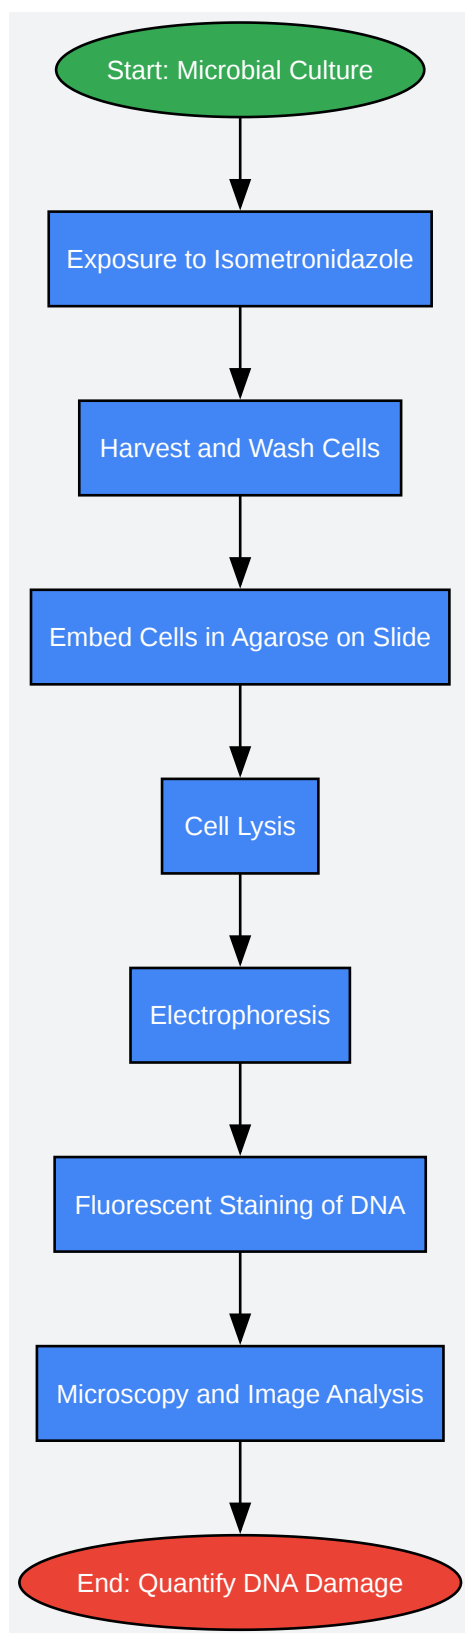 Start: Microbial Culture
Exposure to Isometronidazole
Harvest and Wash Cells
Embed Cells in Agarose on Slide
Cell Lysis
Electrophoresis
Fluorescent Staining of DNA
Microscopy and Image Analysis
End: Quantify DNA Damage